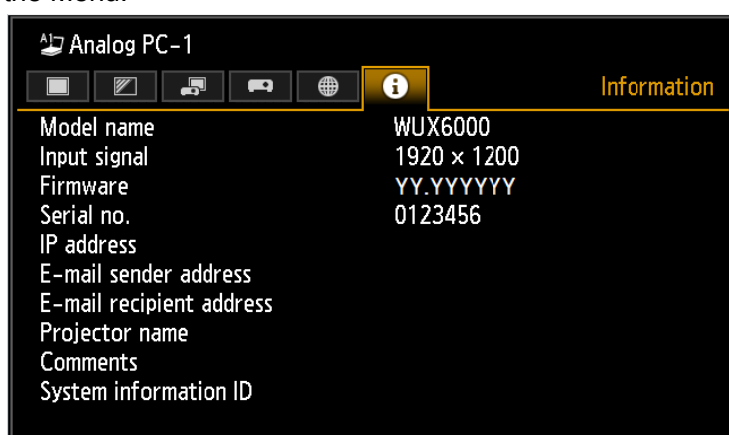 the Menu.
Analog PC-1
Information
Model name WUX6000
Input signal 1920 × 1200
Firmware YY.YYYYYY
Serial no. 0123456
IP address
E-mail sender address
E-mail recipient address
Projector name
Comments
System information ID